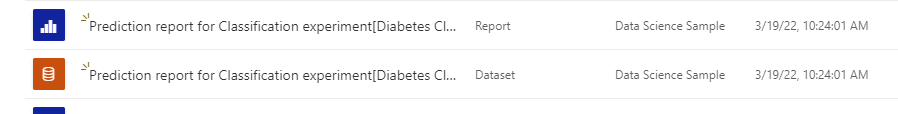 Prediction report for Classification experiment[Diabetes Cl... Report Data Science Sample 3/19/22, 10:24:01 AM
Prediction report for Classification experiment[Diabetes Cl... Dataset Data Science Sample 3/19/22, 10:24:01 AM